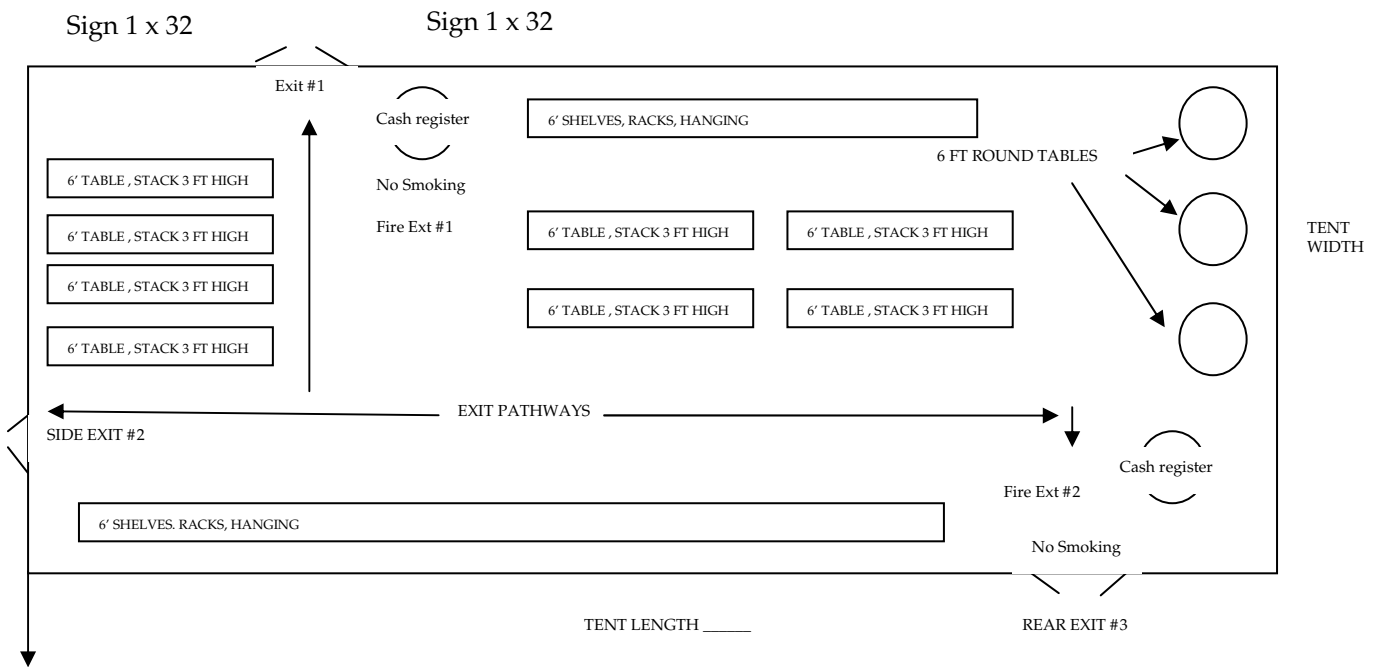 Sign 1 x 32
Sign 1 x 32
Exit #1
Cash register
6’ SHELVES, RACKS, HANGING
6 FT ROUND TABLES
6’ TABLE , STACK 3 FT HIGH
No Smoking
6’ TABLE , STACK 3 FT HIGH
Fire Ext #1
6’ TABLE , STACK 3 FT HIGH
6’ TABLE , STACK 3 FT HIGH
TENT
WIDTH
6’ TABLE , STACK 3 FT HIGH
6’ TABLE , STACK 3 FT HIGH
6’ TABLE , STACK 3 FT HIGH
6’ TABLE , STACK 3 FT HIGH
EXIT PATHWAYS
SIDE EXIT #2
Cash register
Fire Ext #2
6’ SHELVES. RACKS, HANGING
No Smoking
TENT LENGTH ______
REAR EXIT #3